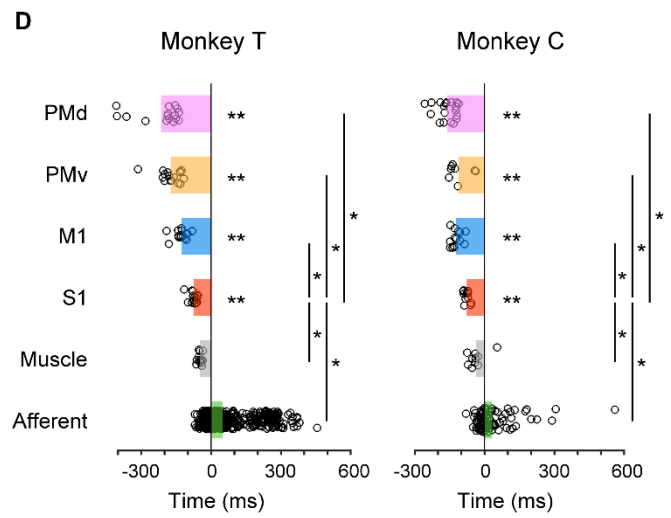 D
Monkey T Monkey C
PMd ** **
PMv ** **
M1 ** ** * *
S1 ** ** * *
Muscle * *
Afferent * *
-300 0 300 600 -300 0 300 600
Time (ms) Time (ms)